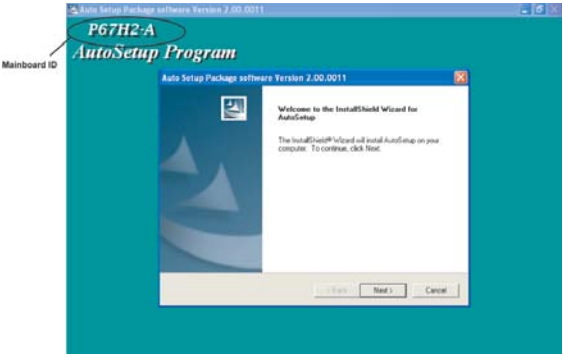 Auto Setup Package software Version 2.00.0011
P67H2-A
Mainboard ID
AutoSetup Program
Auto Setup Package software Version 2.00.0011
Welcome to the InstallShield Wizard for
AutoSetup
The InstallShield® Wizard will install AutoSetup on your
computer. To continue, click Next.
< Back
Next >
Cancel